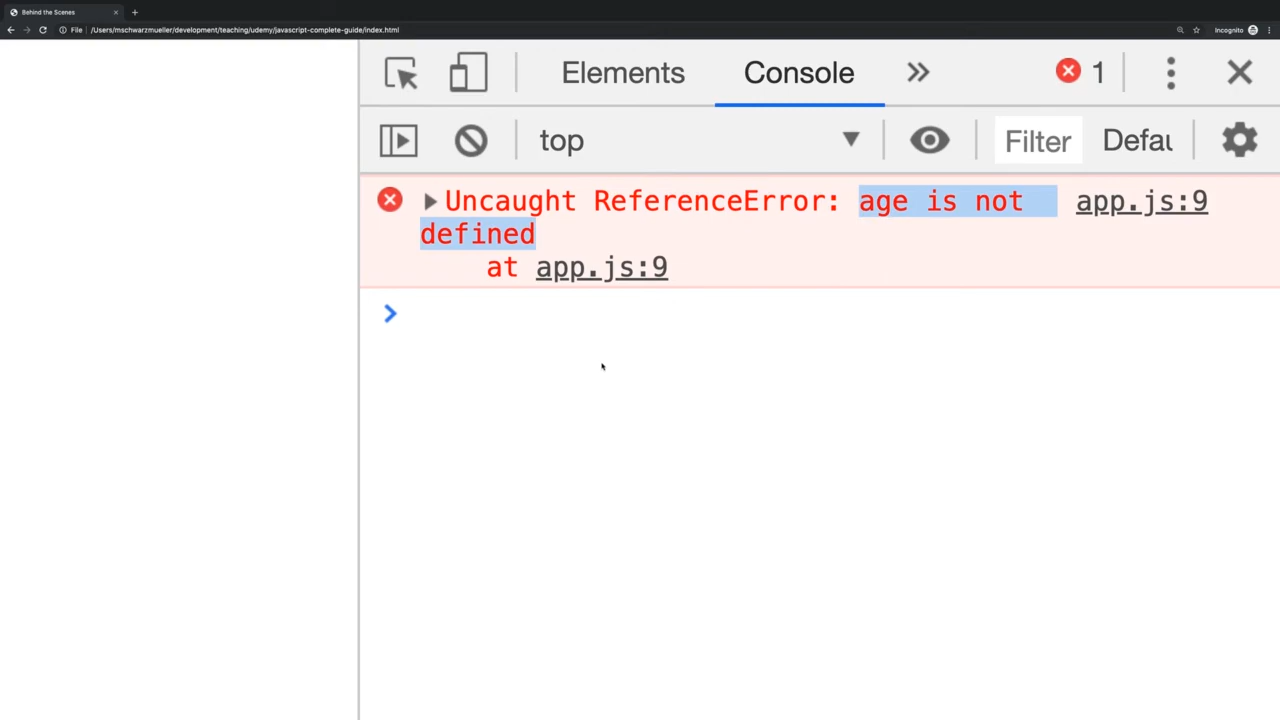 Behind the Scenes
File /Users/mschwarzmueller/development/teaching/udemy/javascript-complete-guide/index.html Incognito
Elements Console 1
top Filter Defau
Uncaught ReferenceError: age is not app.js:9
defined
at app.js:9